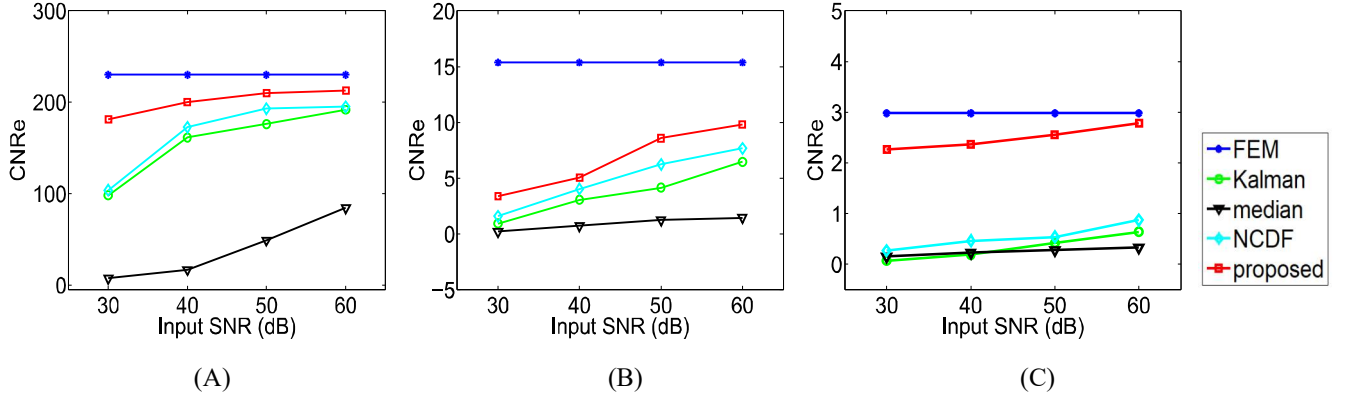 300
200
100
0
CNRe
30 40 50 60
Input SNR (dB)
(A)
20
15
10
5
0
−5
CNRe
30 40 50 60
Input SNR (dB)
(B)
5
4
3
2
1
0
CNRe
30 40 50 60
Input SNR (dB)
(C)
FEM
Kalman
median
NCDF
proposed